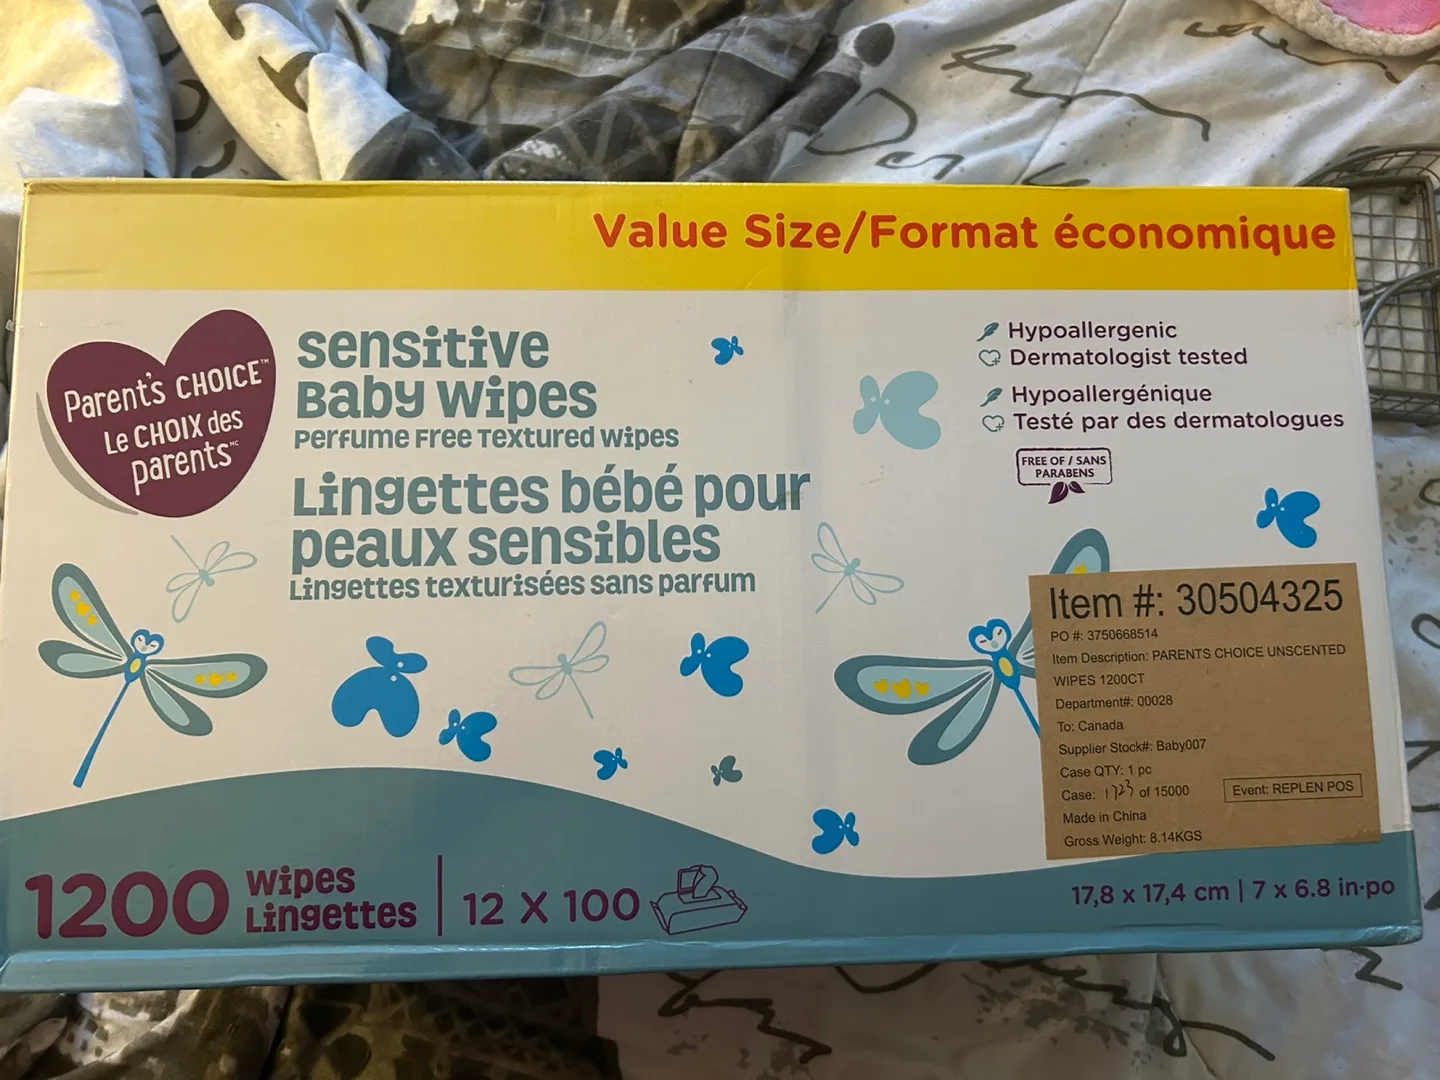 Value Size/Format économique
Parent's CHOICE™
Le CHOIX des
parents MC
sensitive
Baby wipes
Perfume Free Textured wipes
Lingettes bébé pour
peaux sensibles
Lingettes texturisées sans parfum
Hypoallergenic
Dermatologist tested
Hypoallergénique
Testé par des dermatologues
FREE OF / SANS
PARABENS
Item #: 30504325
PO #: 3750668514
Item Description: PARENTS CHOICE UNSCENTED
WIPES 1200CT
Department#: 00028
To: Canada
Supplier Stock#: Baby007
Case QTY: 1 pc
Case: 1723 of 15000
Event: REPLEN POS
Made in China
Gross Weight: 8.14KGS
1200 wipes
Lingettes
12 X 100
17,8 x 17,4 cm | 7 x 6.8 in·po